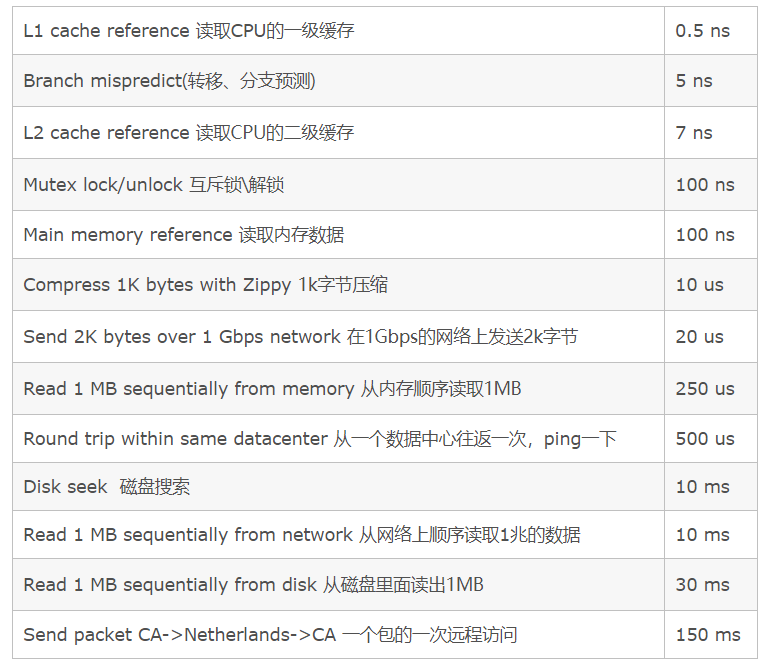 L1 cache reference 读取CPU的一级缓存 0.5 ns
Branch mispredict(转移、分支预测) 5 ns
L2 cache reference 读取CPU的二级缓存 7 ns
Mutex lock/unlock 互斥锁\解锁 100 ns
Main memory reference 读取内存数据 100 ns
Compress 1K bytes with Zippy 1k字节压缩 10 us
Send 2K bytes over 1 Gbps network 在1Gbps的网络上发送2k字节 20 us
Read 1 MB sequentially from memory 从内存顺序读取1MB 250 us
Round trip within same datacenter 从一个数据中心往返一次，ping一下 500 us
Disk seek  磁盘搜索 10 ms
Read 1 MB sequentially from network 从网络上顺序读取1兆的数据 10 ms
Read 1 MB sequentially from disk 从磁盘里面读出1MB 30 ms
Send packet CA->Netherlands->CA 一个包的一次远程访问 150 ms